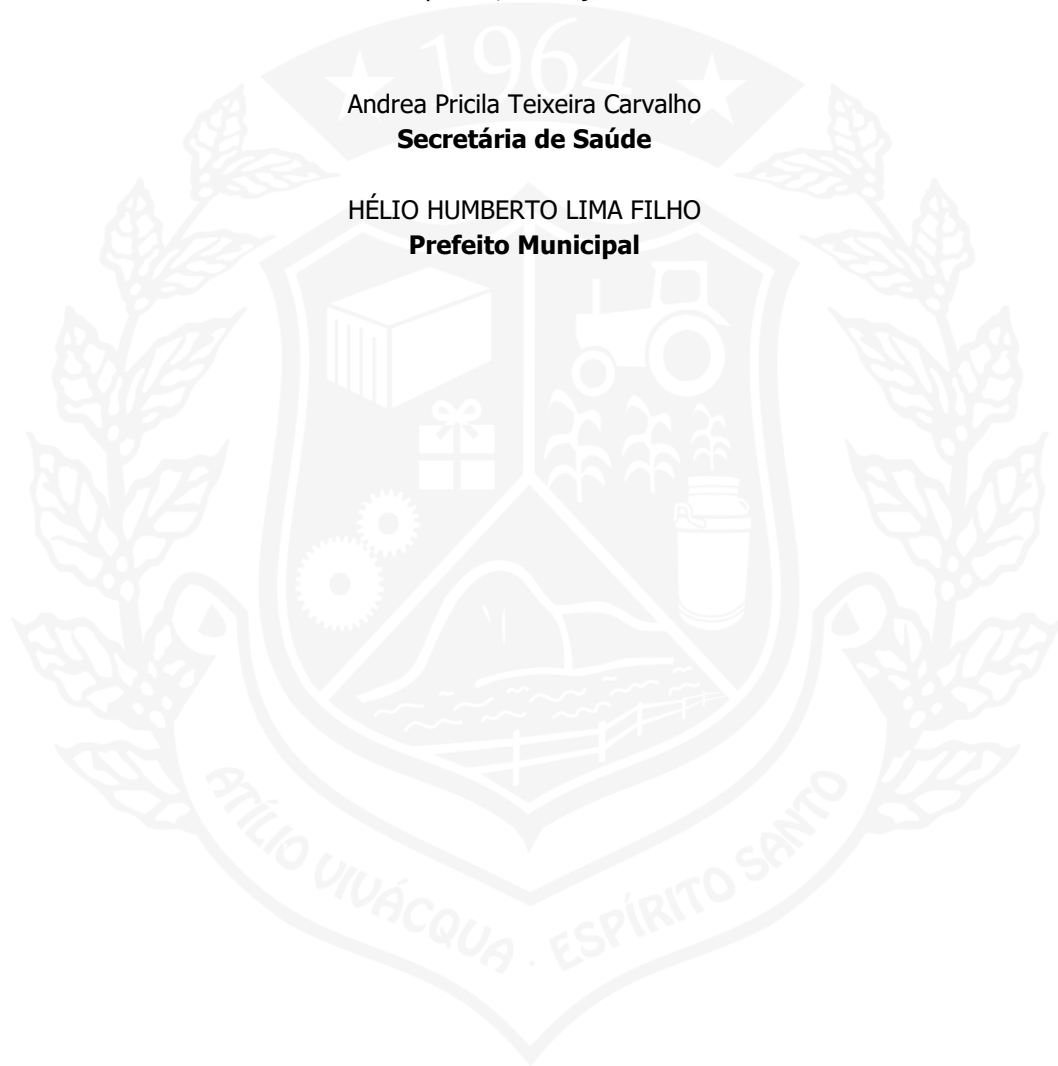 1964
Andrea Pricila Teixeira Carvalho
Secretária de Saúde
HÉLIO HUMBERTO LIMA FILHO
Prefeito Municipal
ATÍLIO VIVÁCQUA . ESPÍRITO SANTO